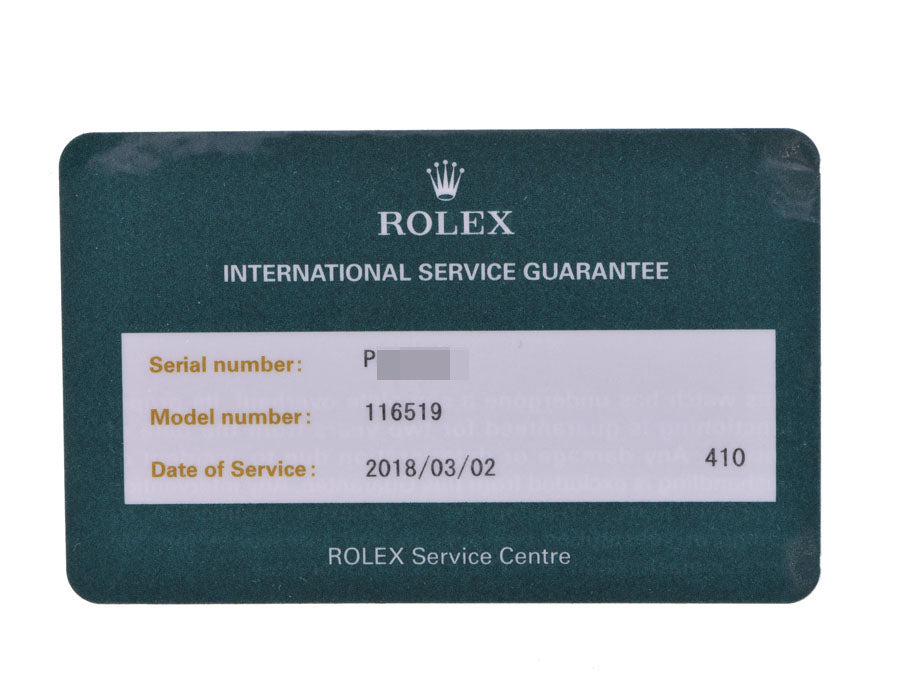 ROLEX
INTERNATIONAL SERVICE GUARANTEE
Serial number: P
Model number: 116519
Date of Service: 2018/03/02
410
ROLEX Service Centre